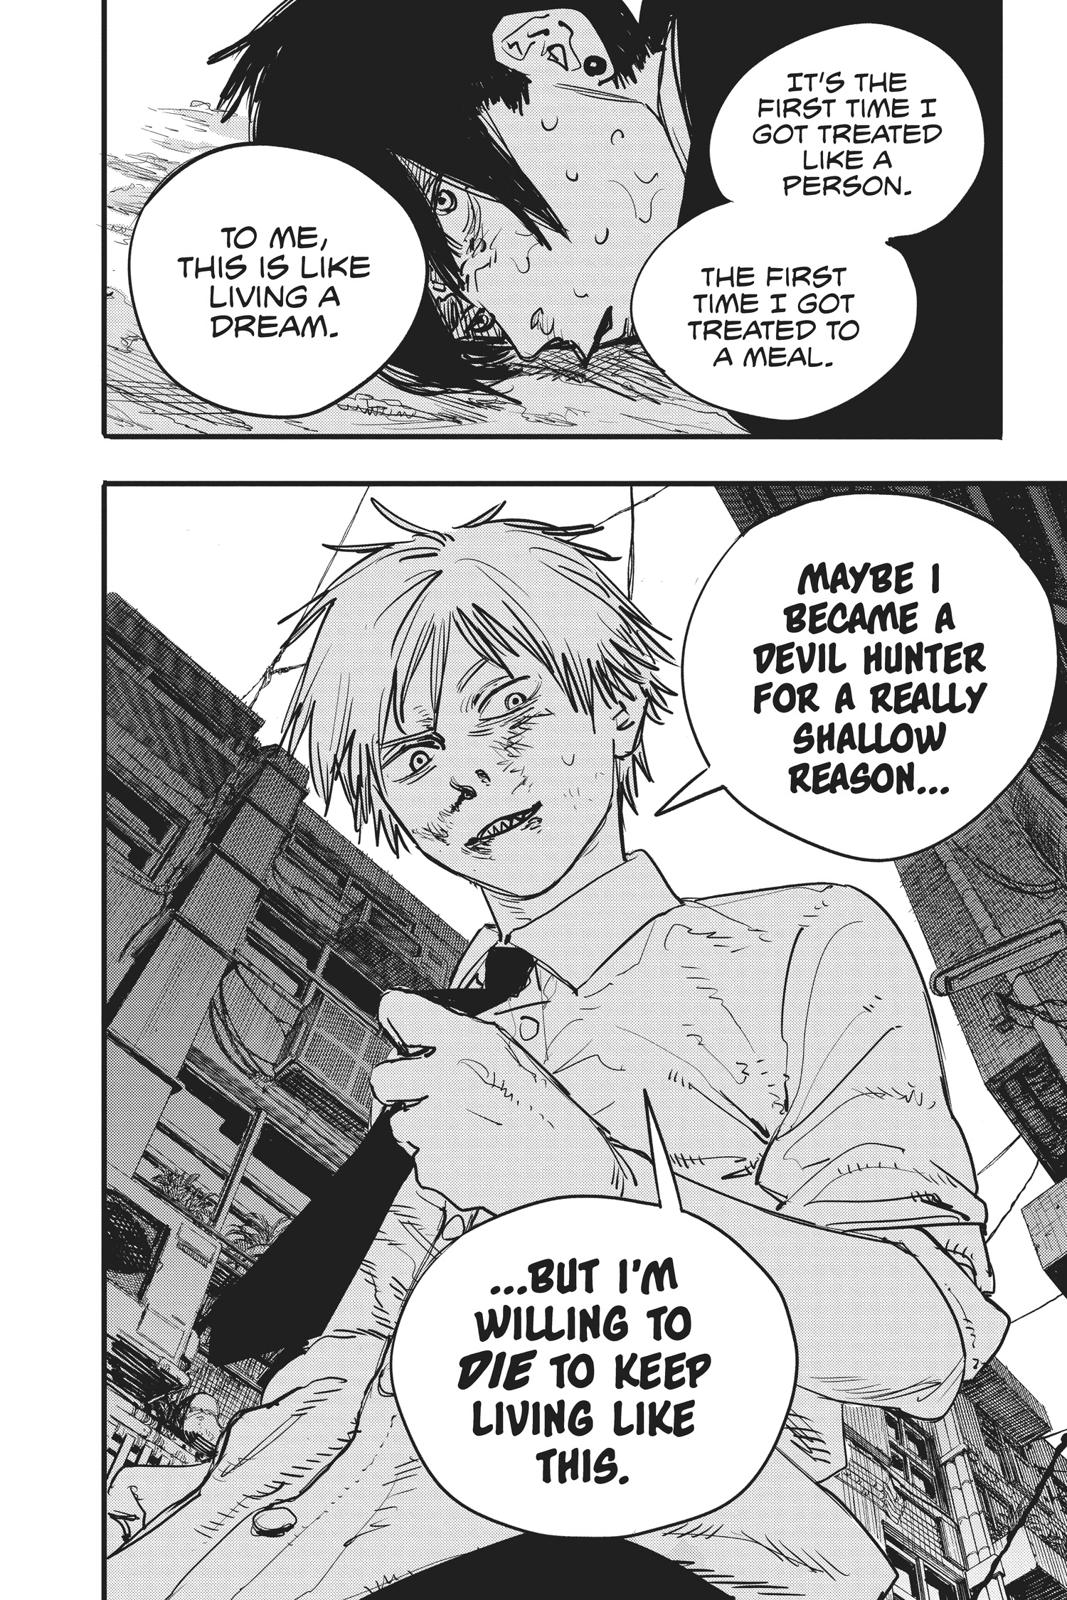 IT'S THE
FIRST TIME I
GOT TREATED
LIKE A
PERSON.
THE FIRST
TIME I GOT
TREATED TO
A MEAL.
TO ME,
THIS IS LIKE
LIVING A
DREAM.
MAYBE I
BECAME A
DEVIL HUNTER
FOR A REALLY
SHALLOW
REASON...
...BUT I'M
WILLING TO
DIE TO KEEP
LIVING LIKE
THIS.